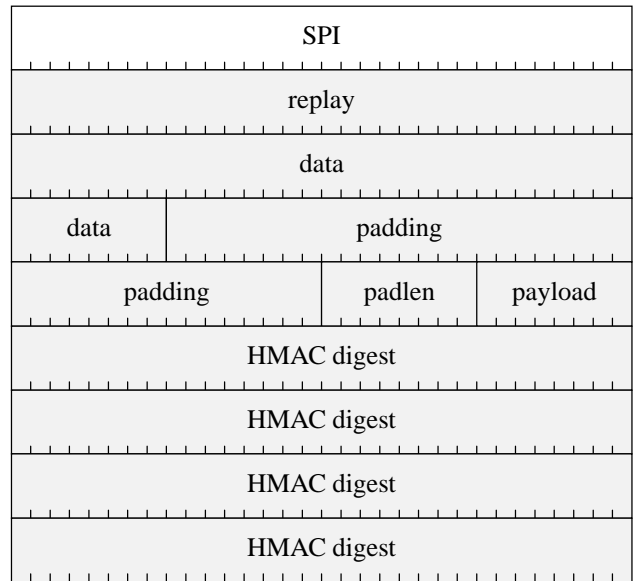 SPI
replay
data
data padding
padding padlen payload
HMAC digest
HMAC digest
HMAC digest
HMAC digest